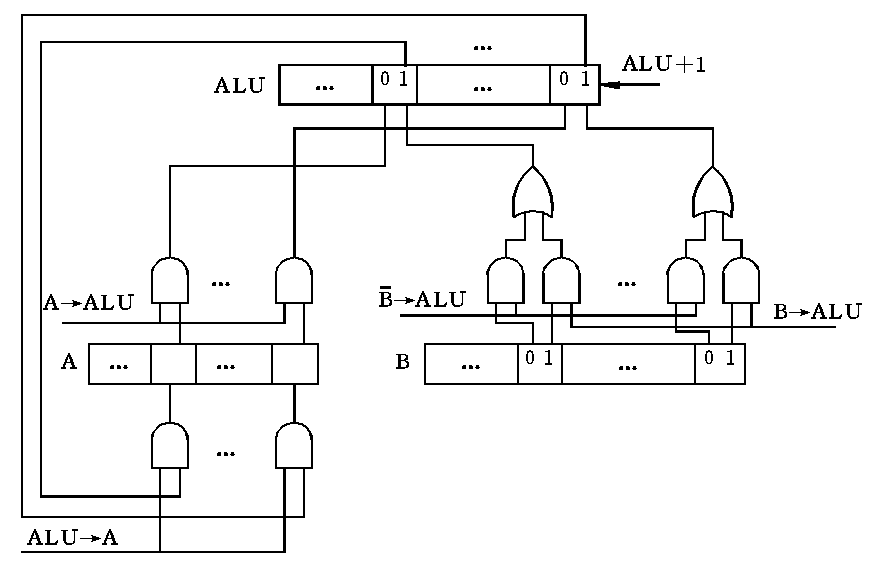 ...
ALU ... 0 1 ... 0 1 ALU+1
... ...
A→ALU B̅→ALU B→ALU
A ... ... B ... 0 1 ... 0 1
...
ALU→A